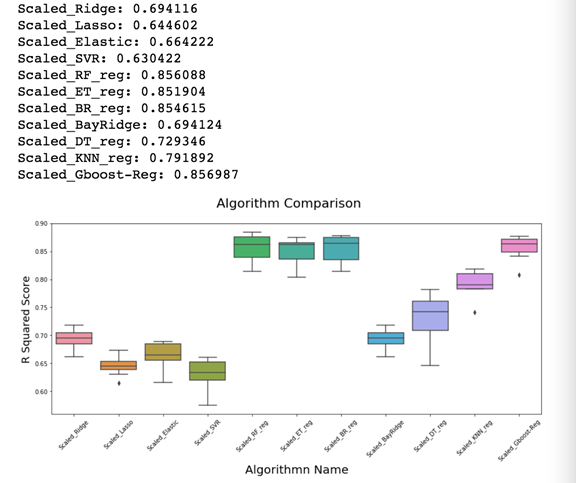 Scaled_Ridge: 0.694116
Scaled_Lasso: 0.644602
Scaled_Elastic: 0.664222
Scaled_SVR: 0.630422
Scaled_RF_reg: 0.856088
Scaled_ET_reg: 0.851904
Scaled_BR_reg: 0.854615
Scaled_BayRidge: 0.694124
Scaled_DT_reg: 0.729346
Scaled_KNN_reg: 0.791892
Scaled_Gboost-Reg: 0.856987
Algorithm Comparison
R Squared Score
0.90
0.85
0.80
0.75
0.70
0.65
0.60
Scaled_Ridge
Scaled_Lasso
Scaled_Elastic
Scaled_SVR
Scaled_RF_reg
Scaled_ET_reg
Scaled_BR_reg
Scaled_BayRidge
Scaled_DT_reg
Scaled_KNN_reg
Scaled_Gboost-Reg
Algorithmn Name